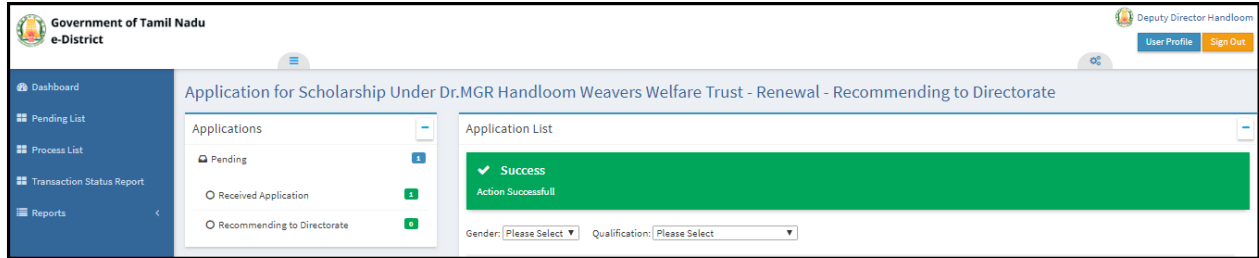 Government of Tamil Nadu
e-District
Deputy Director Handloom
User Profile
Sign Out
Dashboard
Pending List
Process List
Transaction Status Report
Reports
Application for Scholarship Under Dr.MGR Handloom Weavers Welfare Trust - Renewal - Recommending to Directorate
Applications
Pending 1
Received Application 1
Recommending to Directorate 0
Application List
Success
Action Successfull
Gender: Please Select Qualification: Please Select